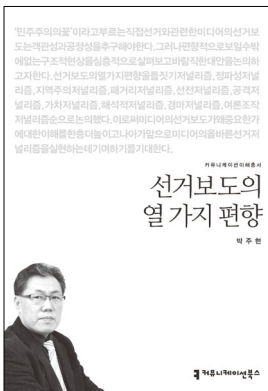 '민주주의의 꽃'이라고 부르는 직접선거와 관련한 미디어의 선거보
도는 객관성과 공정성을 추구해야 한다. 그러나 편향적으로 보일 수밖
에 없는 구조적 현상을 심층적으로 살펴보고 바람직한 대안을 논의하
고자 한다. 선거보도의 열 가지 편향을 들짓기 저널리즘, 정파성 저널
리즘, 지역주의 저널리즘, 패거리 저널리즘, 선전 저널리즘, 공격 저
널리즘, 가차 저널리즘, 해석적 저널리즘, 경마 저널리즘, 여론조작
저널리즘 순으로 논의했다. 이로써 미디어의 선거보도가 왜 중요한가
에 대한 이해를 한층 더 높이고 나아가 앞으로 미디어의 올바른 선거 저
널리즘을 실현하는 데 기여하기를 기대한다.
커뮤니케이션이해총서
선거보도의
열 가지 편향
박주현
커뮤니케이션북스